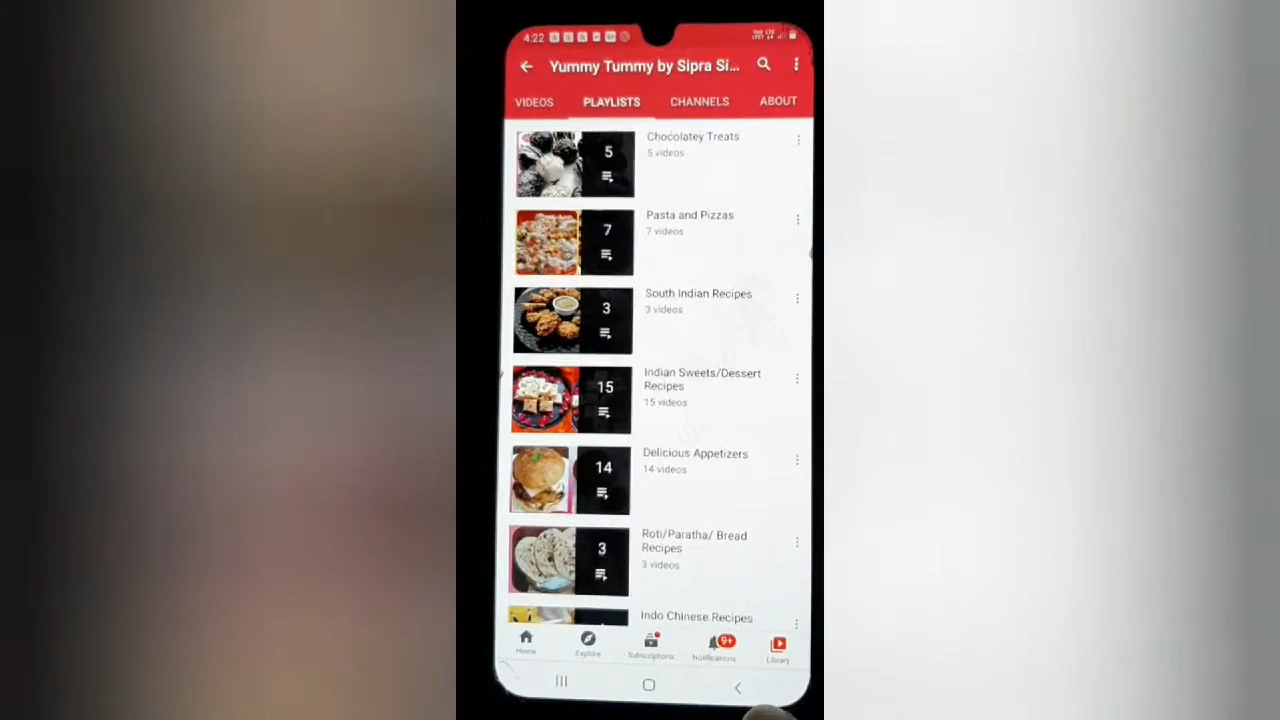 4:22
Yummy Tummy by Sipra Si...
VIDEOS PLAYLISTS CHANNELS ABOUT
5
Chocolatey Treats
5 videos
7
Pasta and Pizzas
7 videos
3
South Indian Recipes
3 videos
15
Indian Sweets/Dessert
Recipes
15 videos
14
Delicious Appetizers
14 videos
3
Roti/Paratha/ Bread
Recipes
3 videos
Indo Chinese Recipes
9+
Home Explore Subscriptions Notifications Library